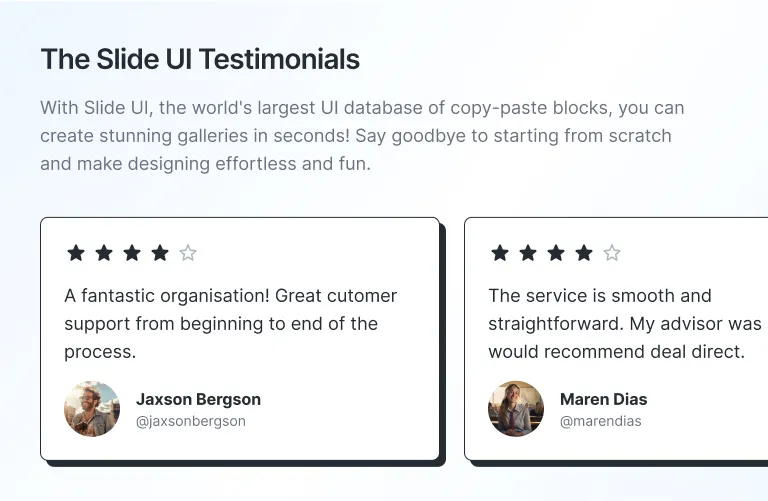 The Slide UI Testimonials
With Slide UI, the world's largest UI database of copy-paste blocks, you can
create stunning galleries in seconds! Say goodbye to starting from scratch
and make designing effortless and fun.
A fantastic organisation! Great cutomer
support from beginning to end of the
process.
Jaxson Bergson
@jaxsonbergson
The service is smooth and
straightforward. My advisor was
would recommend deal direct.
Maren Dias
@marendias